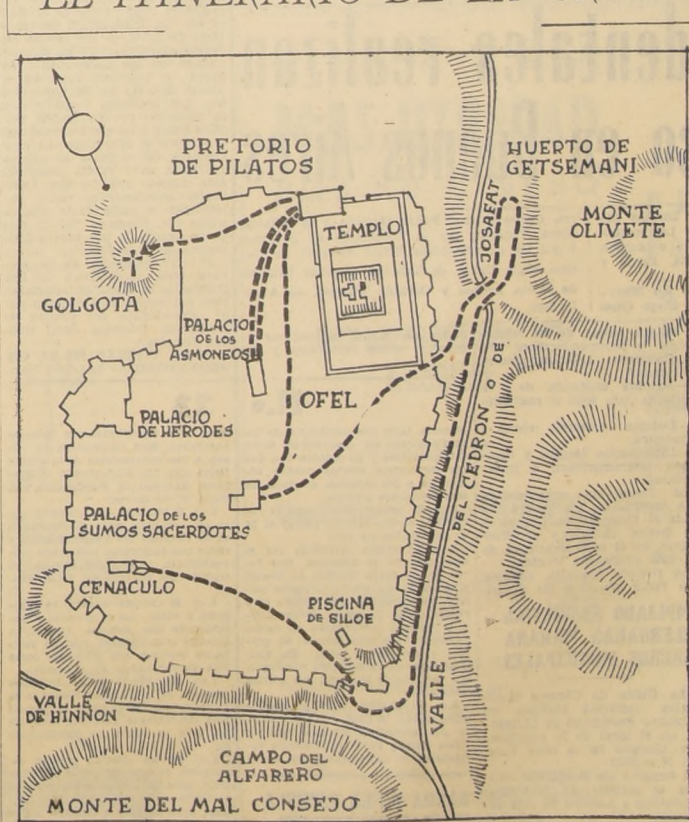 EL ITINERARIO DE LA
PRETORIO
DE PILATOS
HUERTO DE
GETSEMANI
MONTE
OLIVETE
JOSAFAT
TEMPLO
GOLGOTA
PALACIO
DE LOS
ASMONEOS
OFEL
PALACIO
DE HERODES
VALLE DEL CEDRON O DE
PALACIO DE LOS
SUMOS SACERDOTES
CENACULO
PISCINA
DE SILOE
VALLE
DE HINNON
CAMPO DEL
ALFARERO
MONTE DEL MAL CONSEJO